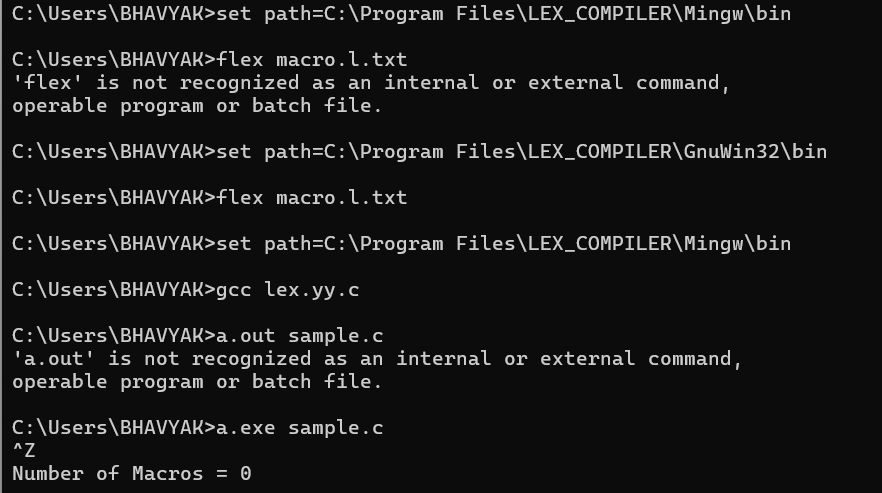 C:\Users\BHAVYAK>set path=C:\Program Files\LEX_COMPILER\Mingw\bin
C:\Users\BHAVYAK>flex macro.l.txt
'flex' is not recognized as an internal or external command,
operable program or batch file.
C:\Users\BHAVYAK>set path=C:\Program Files\LEX_COMPILER\GnuWin32\bin
C:\Users\BHAVYAK>flex macro.l.txt
C:\Users\BHAVYAK>set path=C:\Program Files\LEX_COMPILER\Mingw\bin
C:\Users\BHAVYAK>gcc lex.yy.c
C:\Users\BHAVYAK>a.out sample.c
'a.out' is not recognized as an internal or external command,
operable program or batch file.
C:\Users\BHAVYAK>a.exe sample.c
^Z
Number of Macros = 0